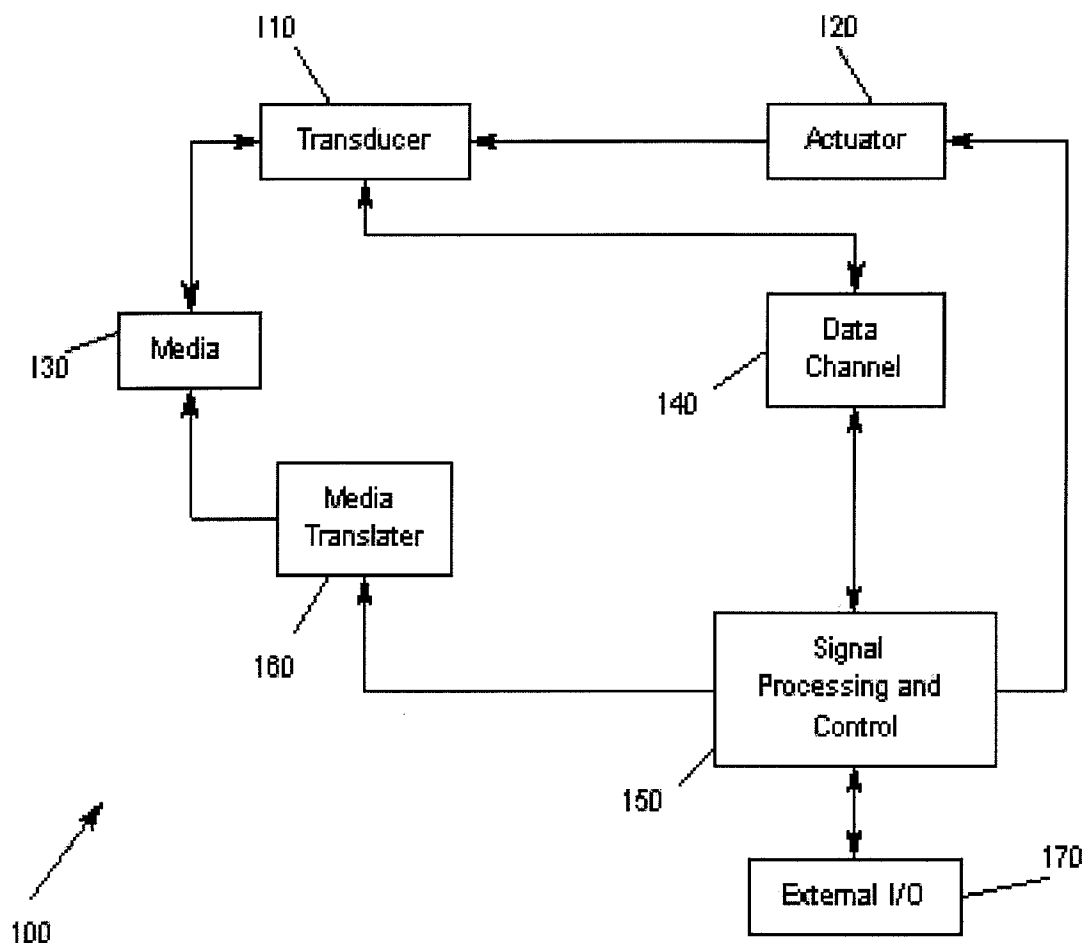 110
120
Transducer
Actuator
130
Media
Data
Channel
140
Media
Translater
160
Signal
Processing and
Control
150
170
External I/O
100